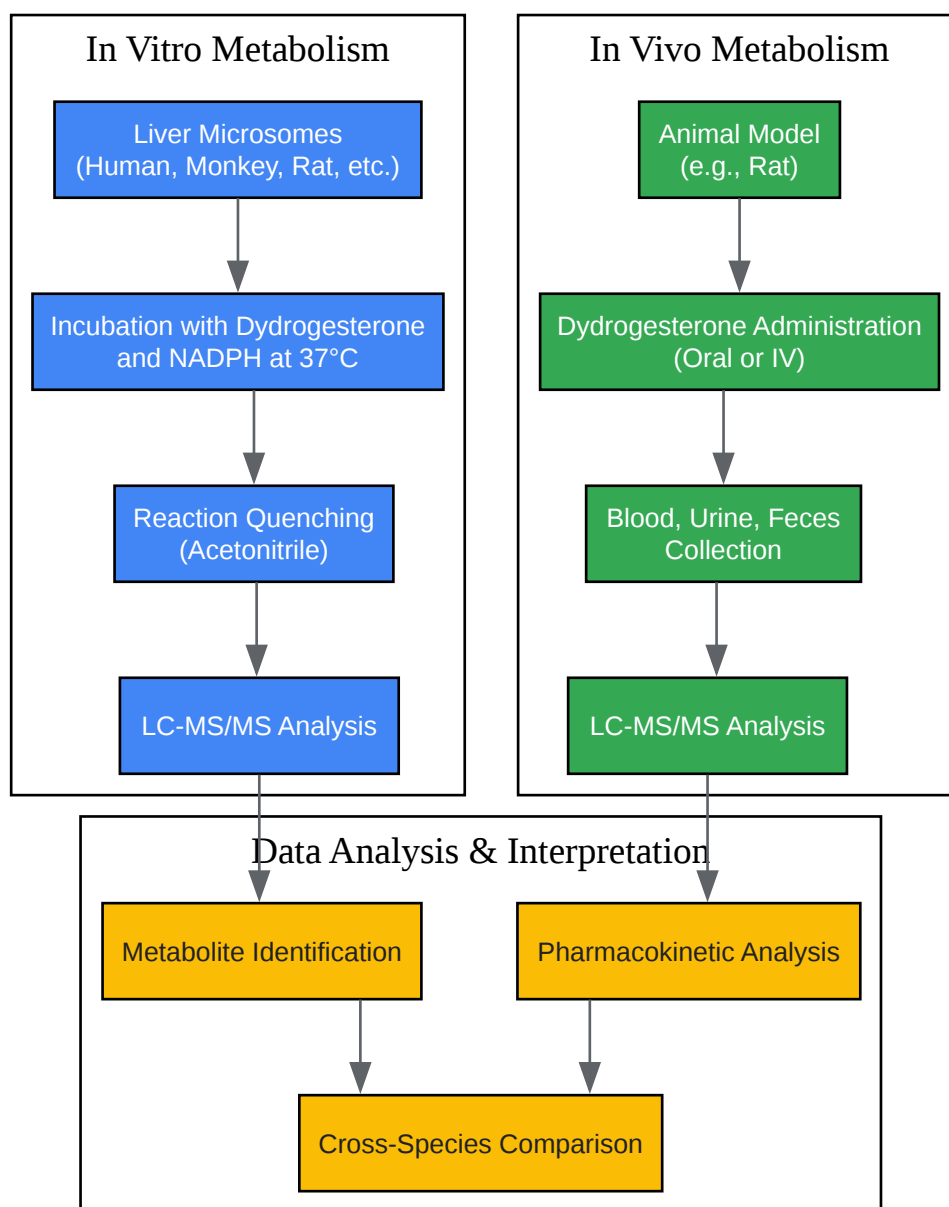 In Vitro Metabolism
Liver Microsomes
(Human, Monkey, Rat, etc.)
Incubation with Dydrogesterone
and NADPH at 37°C
Reaction Quenching
(Acetonitrile)
LC-MS/MS Analysis
In Vivo Metabolism
Animal Model
(e.g., Rat)
Dydrogesterone Administration
(Oral or IV)
Blood, Urine, Feces
Collection
LC-MS/MS Analysis
Data Analysis & Interpretation
Metabolite Identification
Pharmacokinetic Analysis
Cross-Species Comparison